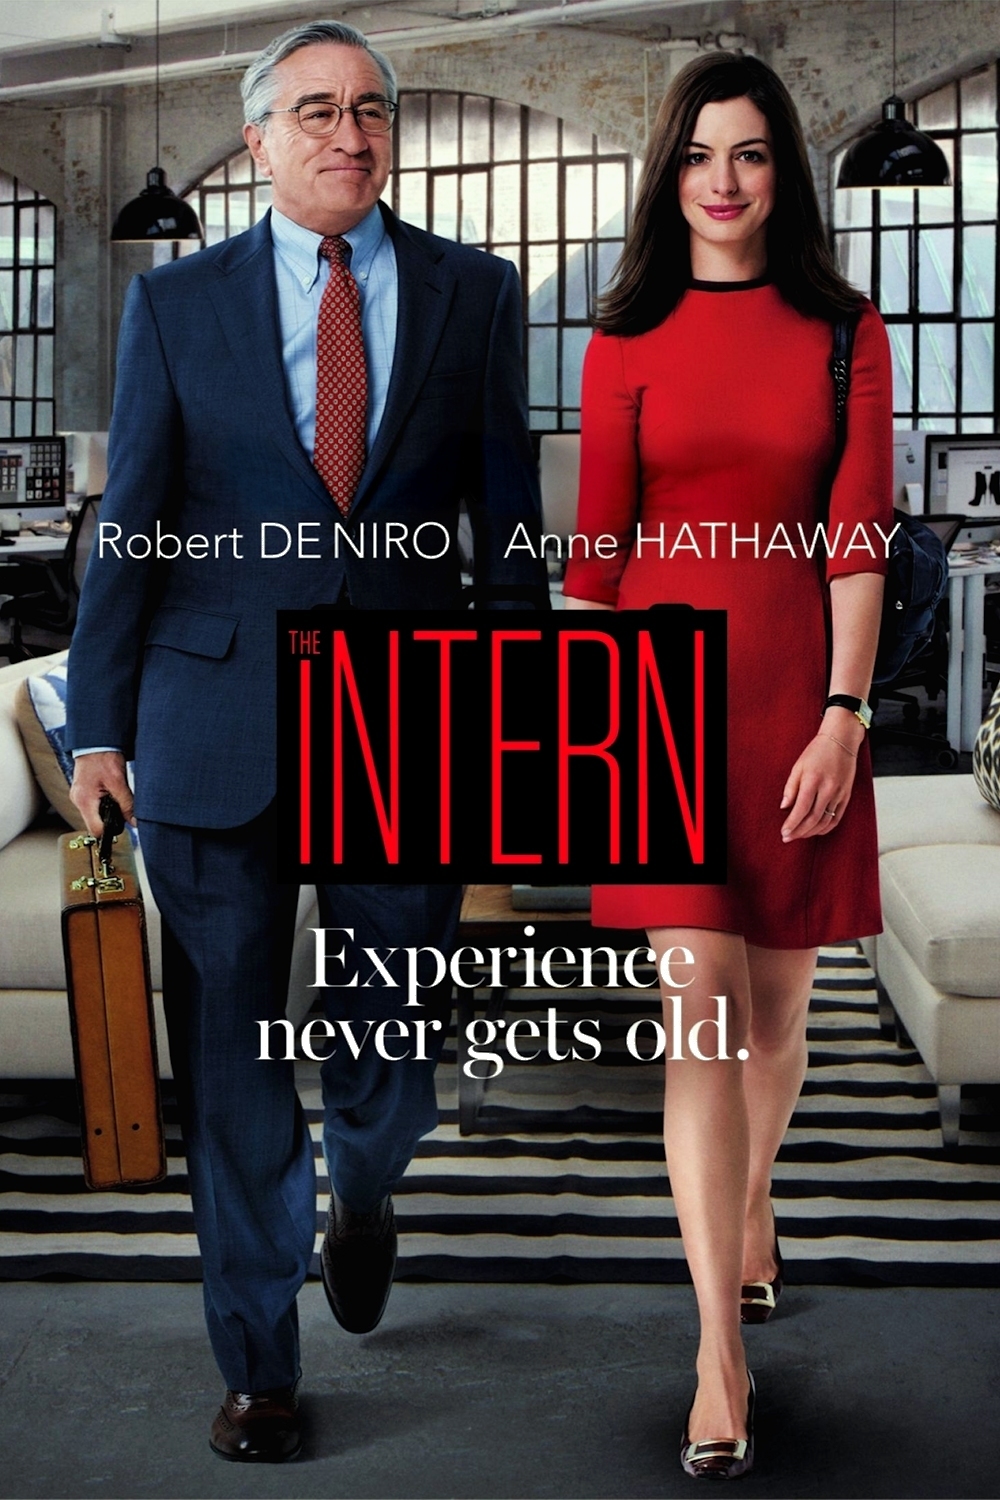 Robert DE NIRO Anne HATHAWAY
THE
iNTERN
Experience
never gets old.